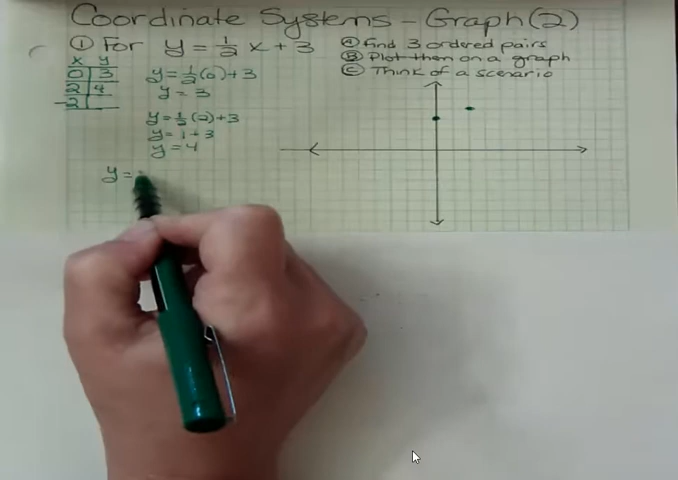 Coordinate Systems - Graph (2)
① For y = 1/2 x + 3
Ⓐ Find 3 ordered pairs
Ⓑ Plot then on a graph
Ⓒ Think of a scenario
x y
0 3
2 4
-2
y = 1/2 (0) + 3
y = 3
y = 1/2 (2) + 3
y = 1 + 3
y = 4
y =